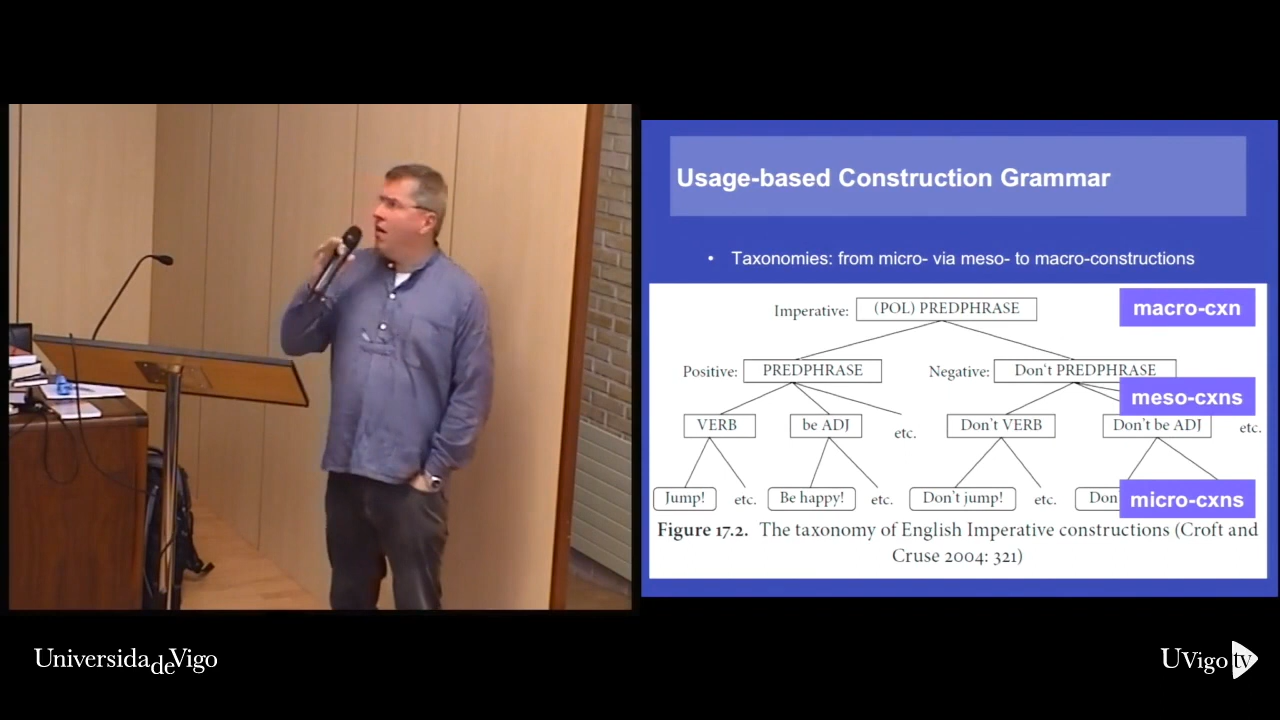 Usage-based Construction Grammar
• Taxonomies: from micro- via meso- to macro-constructions
Imperative: (POL) PREDPHRASE macro-cxn
Positive: PREDPHRASE Negative: Don't PREDPHRASE
meso-cxns
VERB be ADJ etc. Don't VERB Don't be ADJ etc.
Jump! etc. Be happy! etc. Don't jump! etc. Don micro-cxns
Figure 17.2. The taxonomy of English Imperative constructions (Croft and
Cruse 2004: 321)
UniversidadeVigo
UVigo tv